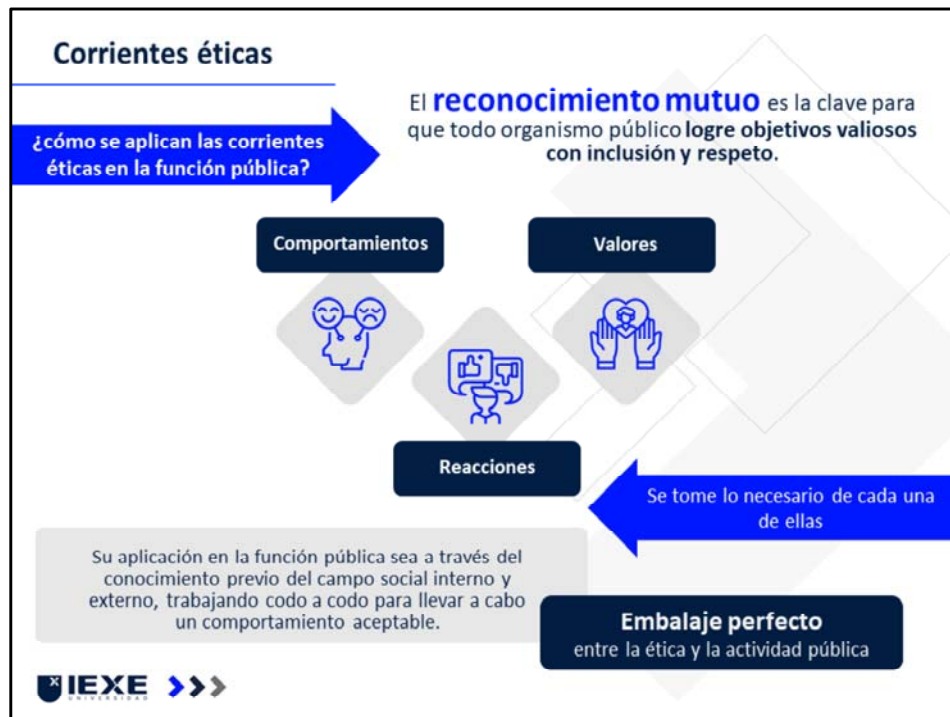 Corrientes éticas
¿cómo se aplican las corrientes
éticas en la función pública?
El reconocimiento mutuo es la clave para
que todo organismo público logre objetivos valiosos
con inclusión y respeto.
Comportamientos
Valores
Reacciones
Se tome lo necesario de cada una
de ellas
Su aplicación en la función pública sea a través del
conocimiento previo del campo social interno y
externo, trabajando codo a codo para llevar a cabo
un comportamiento aceptable.
Embalaje perfecto
entre la ética y la actividad pública
IEXE
UNIVERSIDAD